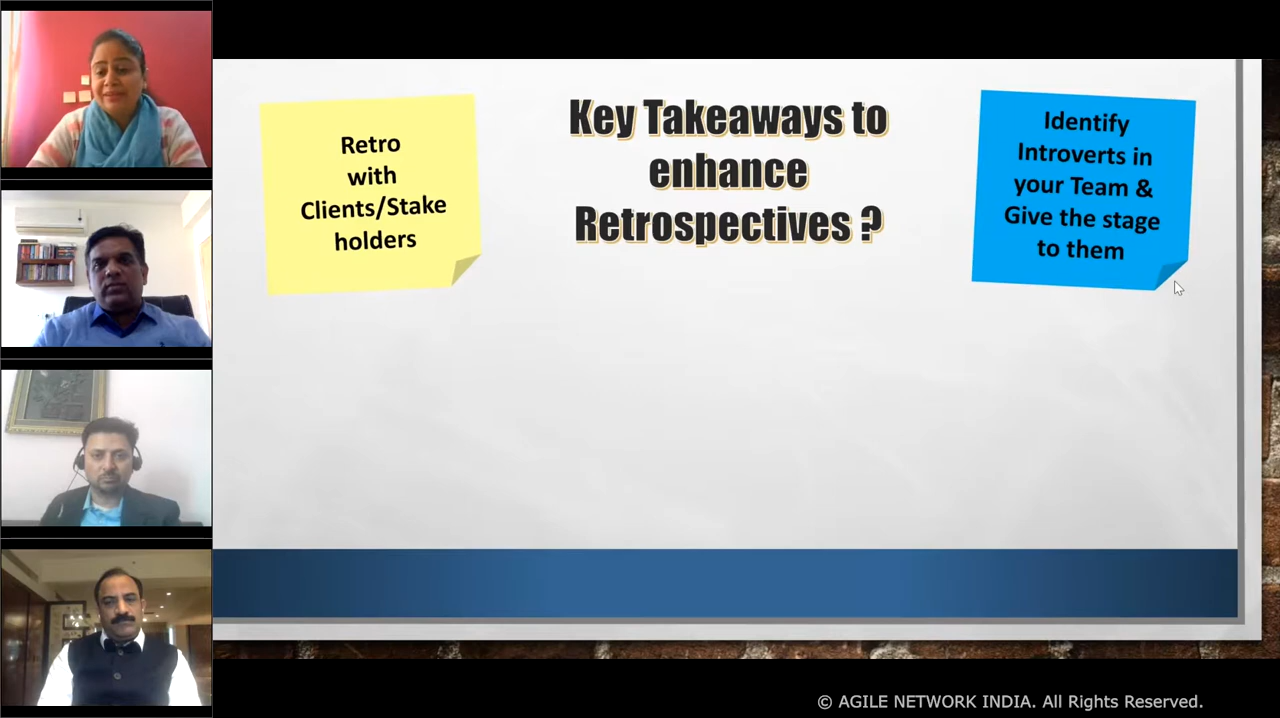 Retro
with
Clients/Stake
holders
Key Takeaways to
enhance
Retrospectives ?
Identify
Introverts in
your Team &
Give the stage
to them
© AGILE NETWORK INDIA. All Rights Reserved.